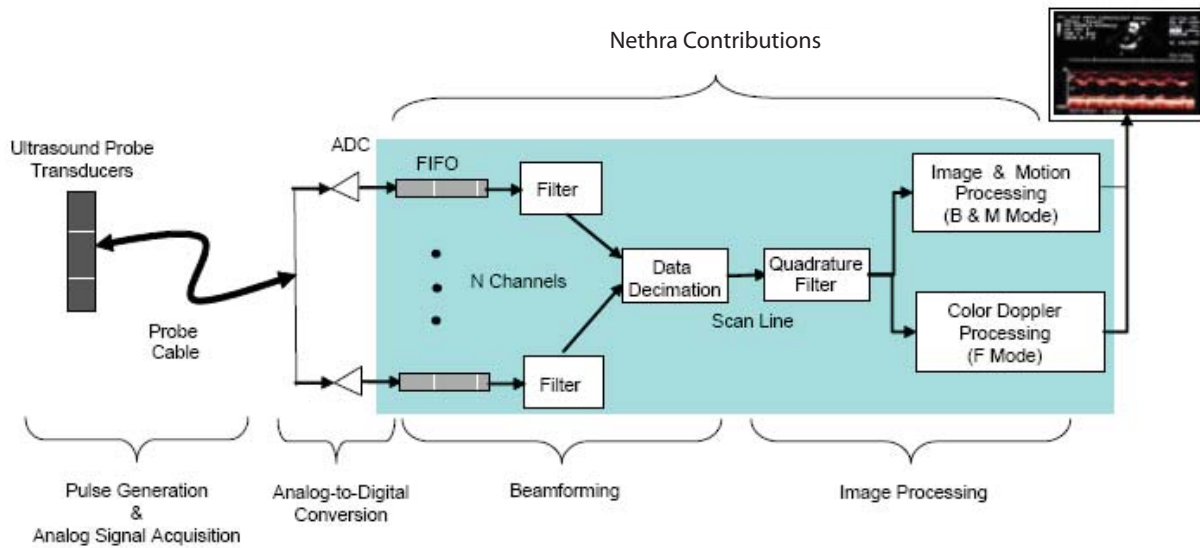 Nethra Contributions
Ultrasound Probe
Transducers
ADC
FIFO
Filter
Image & Motion
Processing
(B & M Mode)
N Channels
Data
Decimation
Quadrature
Filter
Scan Line
Color Doppler
Processing
(F Mode)
Probe
Cable
Filter
Pulse Generation
&
Analog Signal Acquisition
Analog-to-Digital
Conversion
Beamforming
Image Processing